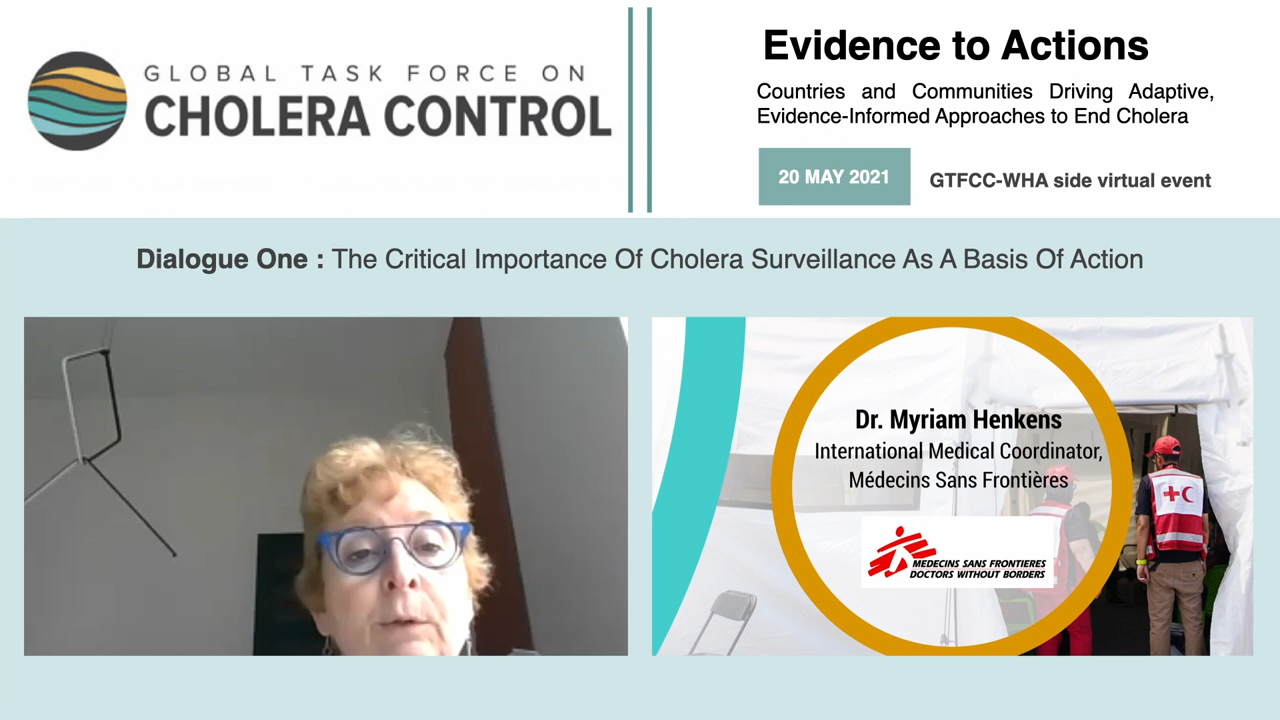 GLOBAL TASK FORCE ON
CHOLERA CONTROL
Evidence to Actions
Countries and Communities Driving Adaptive,
Evidence-Informed Approaches to End Cholera
20 MAY 2021
GTFCC-WHA side virtual event
Dialogue One : The Critical Importance Of Cholera Surveillance As A Basis Of Action
Dr. Myriam Henkens
International Medical Coordinator,
Médecins Sans Frontières
MEDECINS SANS FRONTIERES
DOCTORS WITHOUT BORDERS